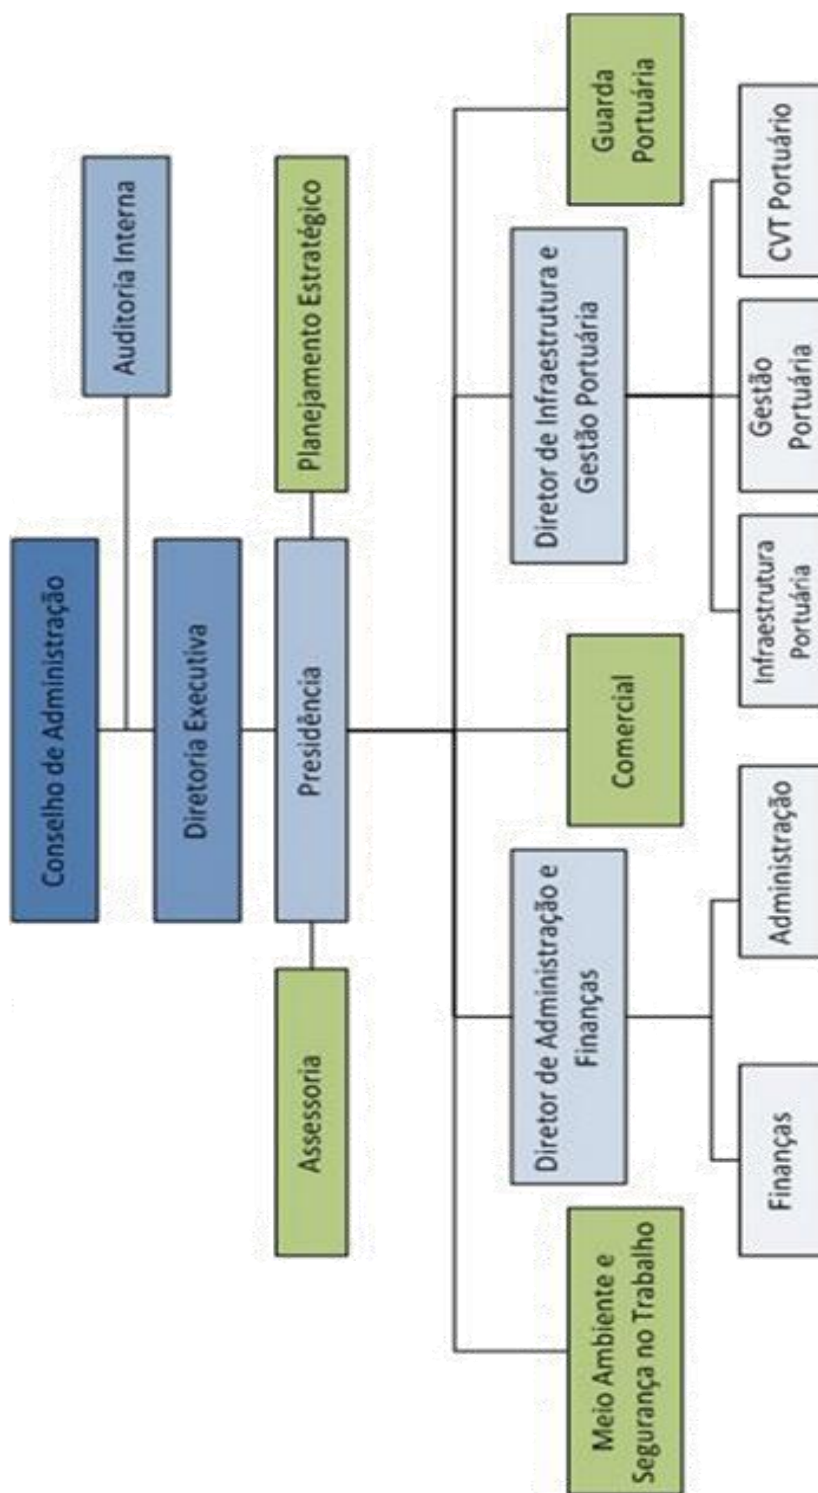 Conselho de Administração
Auditoria Interna
Diretoria Executiva
Assessoria
Presidência
Planejamento Estratégico
Meio Ambiente e
Segurança no Trabalho
Diretor de Administração e
Finanças
Comercial
Diretor de Infraestrutura e
Gestão Portuária
Guarda
Portuária
Finanças
Administração
Infraestrutura
Portuária
Gestão
Portuária
CVT Portuário